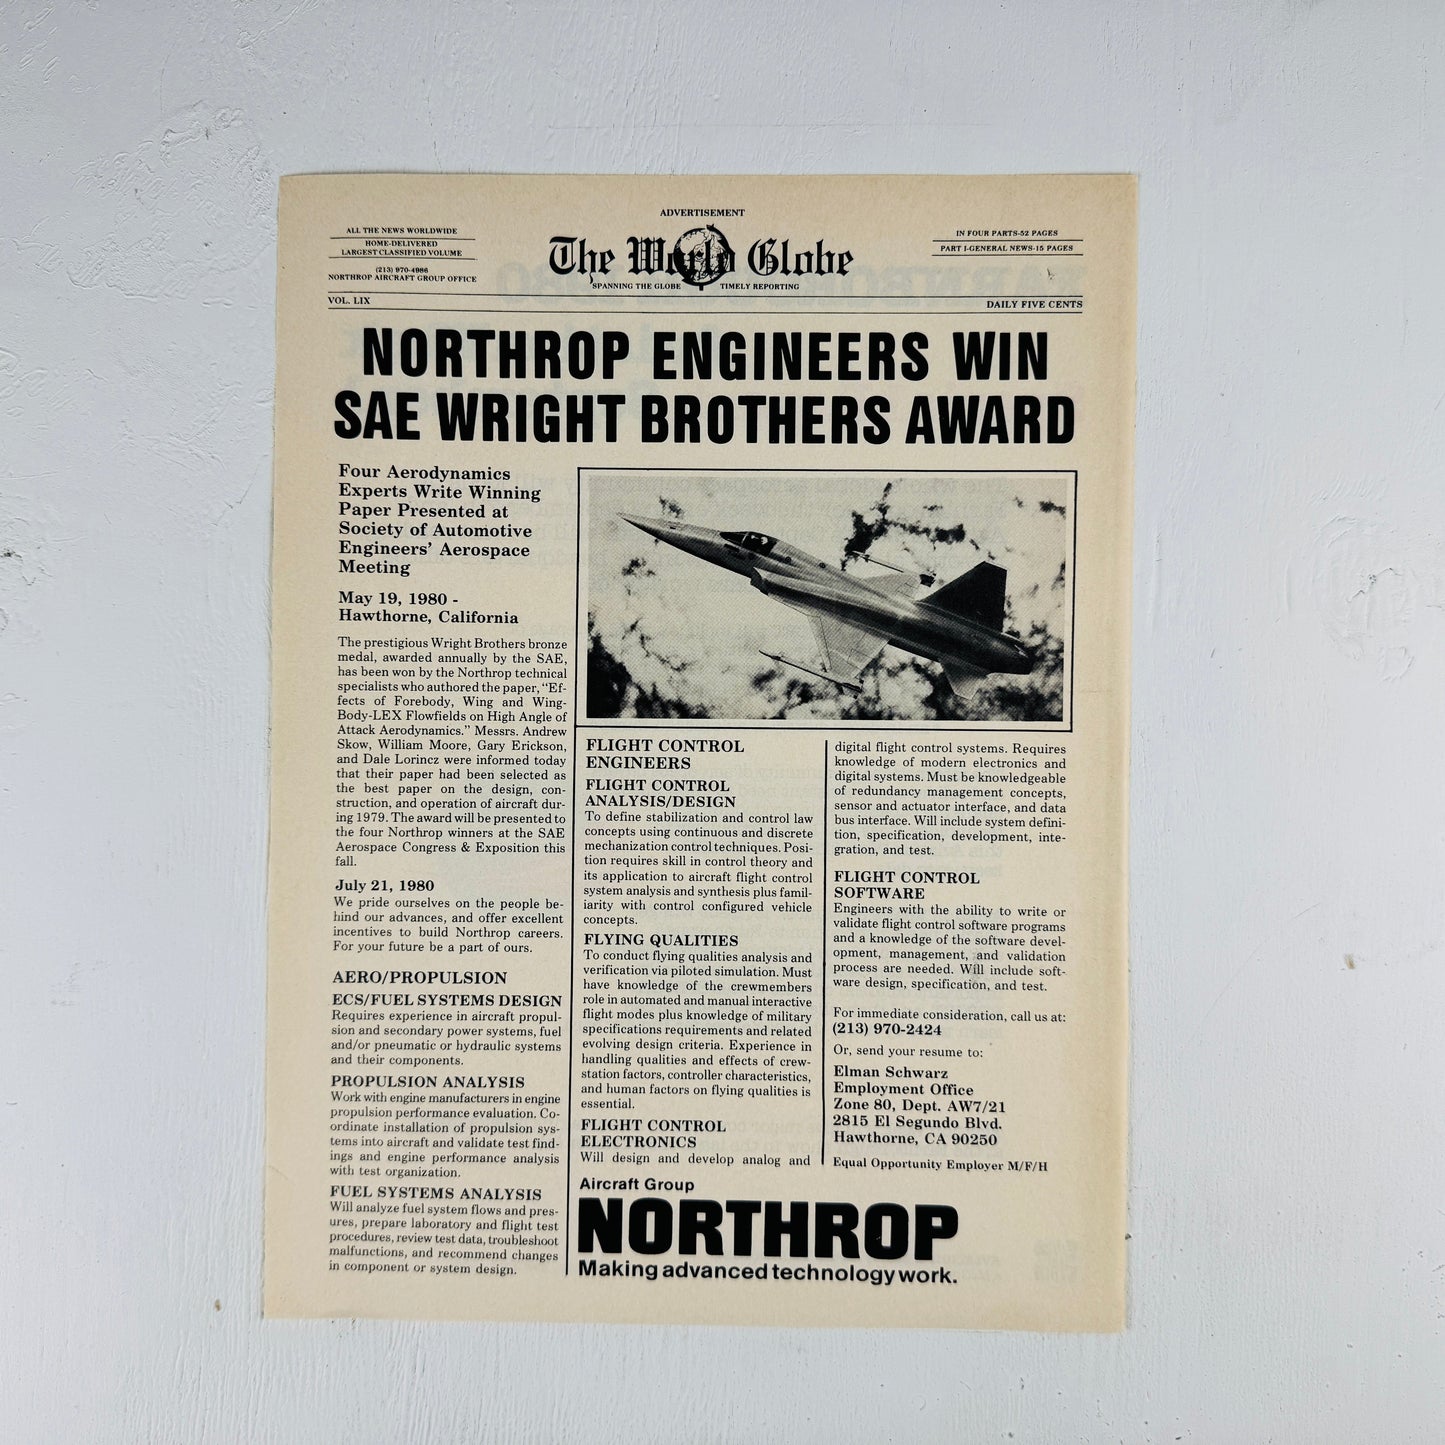 ADVERTISEMENT
ALL THE NEWS WORLDWIDE
HOME-DELIVERED
LARGEST CLASSIFIED VOLUME
(213) 970-4986
NORTHROP AIRCRAFT GROUP OFFICE
The World Globe
SPANNING THE GLOBE TIMELY REPORTING
IN FOUR PARTS-52 PAGES
PART I-GENERAL NEWS-15 PAGES
VOL. LIX
DAILY FIVE CENTS
NORTHROP ENGINEERS WIN
SAE WRIGHT BROTHERS AWARD
Four Aerodynamics
Experts Write Winning
Paper Presented at
Society of Automotive
Engineers' Aerospace
Meeting
May 19, 1980 -
Hawthorne, California
The prestigious Wright Brothers bronze
medal, awarded annually by the SAE,
has been won by the Northrop technical
specialists who authored the paper, "Ef-
fects of Forebody, Wing and Wing-
Body-LEX Flowfields on High Angle of
Attack Aerodynamics." Messrs. Andrew
Skow, William Moore, Gary Erickson,
and Dale Lorincz were informed today
that their paper had been selected as
the best paper on the design, con-
struction, and operation of aircraft dur-
ing 1979. The award will be presented to
the four Northrop winners at the SAE
Aerospace Congress & Exposition this
fall.
July 21, 1980
We pride ourselves on the people be-
hind our advances, and offer excellent
incentives to build Northrop careers.
For your future be a part of ours.
AERO/PROPULSION
ECS/FUEL SYSTEMS DESIGN
Requires experience in aircraft propul-
sion and secondary power systems, fuel
and/or pneumatic or hydraulic systems
and their components.
PROPULSION ANALYSIS
Work with engine manufacturers in engine
propulsion performance evaluation. Co-
ordinate installation of propulsion sys-
tems into aircraft and validate test find-
ings and engine performance analysis
with test organization.
FUEL SYSTEMS ANALYSIS
Will analyze fuel system flows and pres-
ures, prepare laboratory and flight test
procedures, review test data, troubleshoot
malfunctions, and recommend changes
in component or system design.
FLIGHT CONTROL
ENGINEERS
FLIGHT CONTROL
ANALYSIS/DESIGN
To define stabilization and control law
concepts using continuous and discrete
mechanization control techniques. Posi-
tion requires skill in control theory and
its application to aircraft flight control
system analysis and synthesis plus famil-
iarity with control configured vehicle
concepts.
FLYING QUALITIES
To conduct flying qualities analysis and
verification via piloted simulation. Must
have knowledge of the crewmembers
role in automated and manual interactive
flight modes plus knowledge of military
specifications requirements and related
evolving design criteria. Experience in
handling qualities and effects of crew-
station factors, controller characteristics,
and human factors on flying qualities is
essential.
FLIGHT CONTROL
ELECTRONICS
Will design and develop analog and
digital flight control systems. Requires
knowledge of modern electronics and
digital systems. Must be knowledgeable
of redundancy management concepts,
sensor and actuator interface, and data
bus interface. Will include system defini-
tion, specification, development, inte-
gration, and test.
FLIGHT CONTROL
SOFTWARE
Engineers with the ability to write or
validate flight control software programs
and a knowledge of the software devel-
opment, management, and validation
process are needed. Will include soft-
ware design, specification, and test.
For immediate consideration, call us at:
(213) 970-2424
Or, send your resume to:
Elman Schwarz
Employment Office
Zone 80, Dept. AW7/21
2815 El Segundo Blvd.
Hawthorne, CA 90250
Equal Opportunity Employer M/F/H
Aircraft Group
NORTHROP
Making advanced technology work.